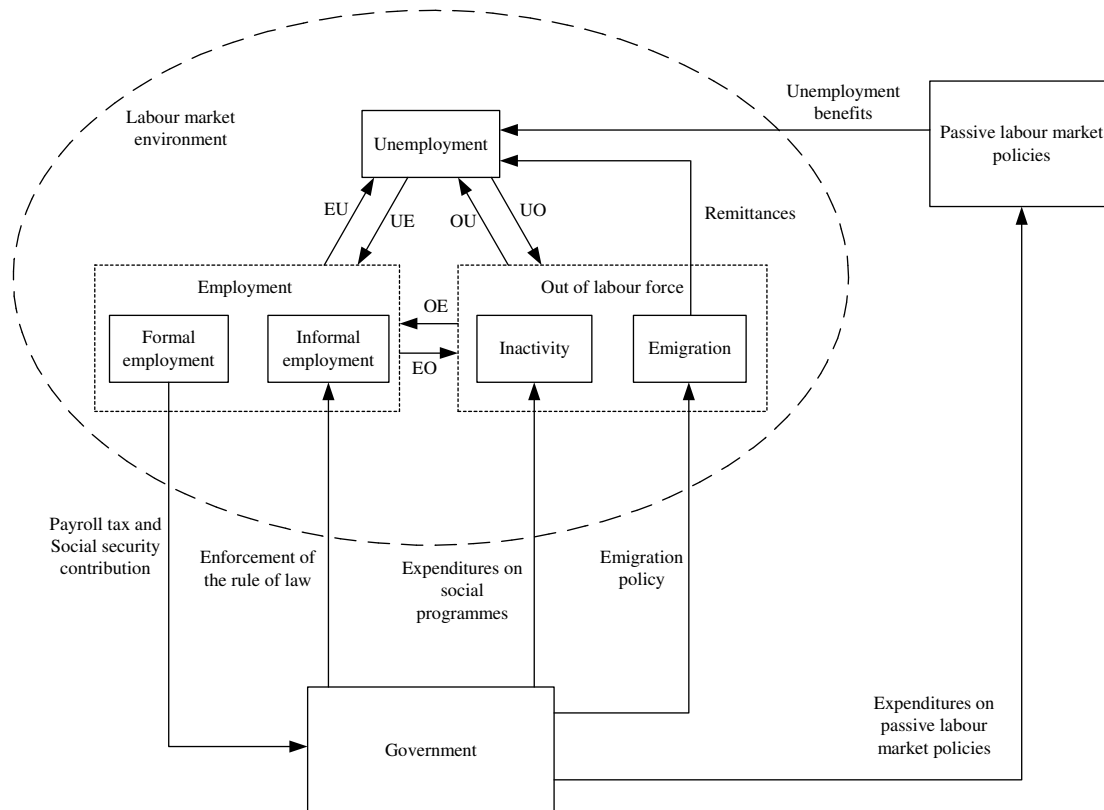 Labour market
environment
Unemployment
Unemployment
benefits
Passive labour market
policies
EU
UE
OU
UO
Remittances
Employment
Out of labour force
OE
EO
Formal
employment
Informal
employment
Inactivity
Emigration
Payroll tax and
Social security
contribution
Enforcement of
the rule of law
Expenditures on
social
programmes
Emigration
policy
Expenditures on
passive labour
market policies
Government